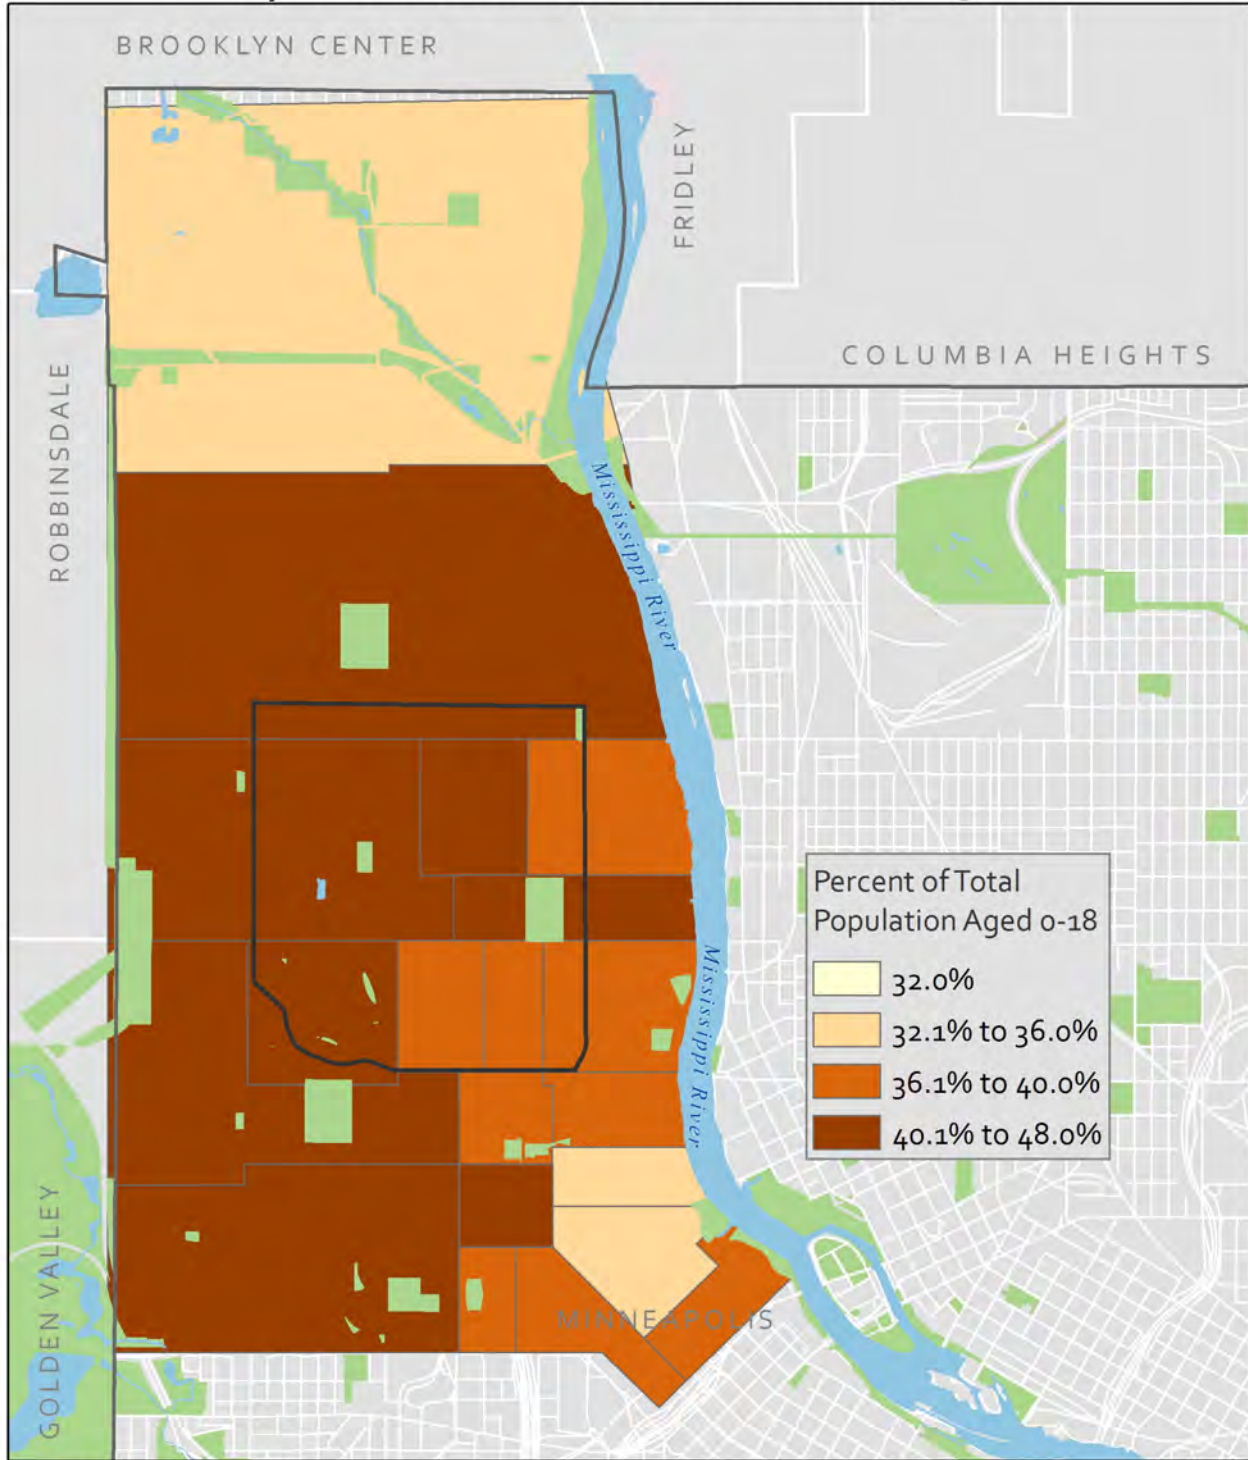 BROOKLYN CENTER
FRIDLEY
COLUMBIA HEIGHTS
ROBBINSDALE
Mississippi River
Percent of Total
Population Aged 0-18
32.0%
32.1% to 36.0%
36.1% to 40.0%
40.1% to 48.0%
Mississippi River
GOLDEN VALLEY
MINNEAPOLIS